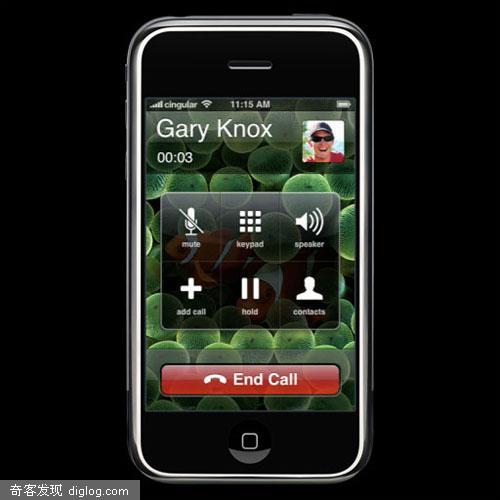 cingular 11:15 AM
Gary Knox
00:03
mute keypad speaker
add call hold contacts
End Call
奇客发现 diglog.com